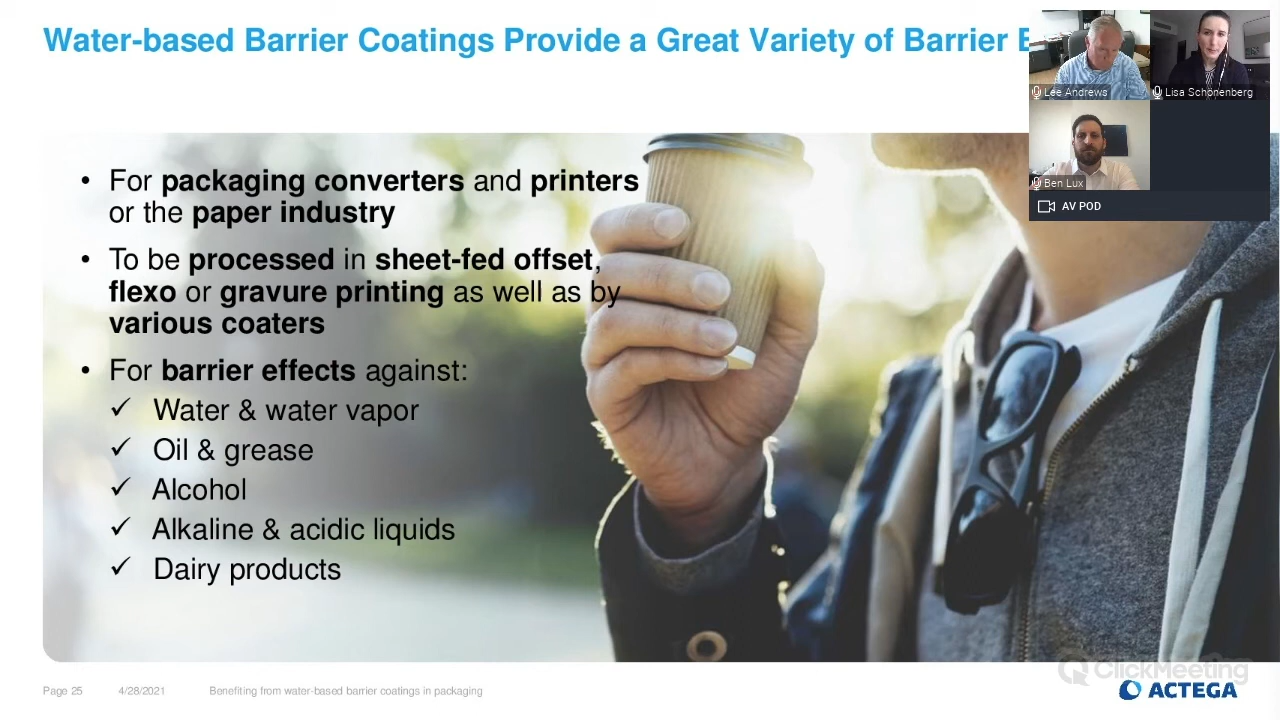 Water-based Barrier Coatings Provide a Great Variety of Barrier
Lee Andrews
Lisa Schönenberg
Ben Lux
AV POD
• For packaging converters and printers
or the paper industry
• To be processed in sheet-fed offset,
flexo or gravure printing as well as by
various coaters
• For barrier effects against:
✓ Water & water vapor
✓ Oil & grease
✓ Alcohol
✓ Alkaline & acidic liquids
✓ Dairy products
Page 25
4/28/2021
Benefiting from water-based barrier coatings in packaging
ClickMeeting
ACTEGA